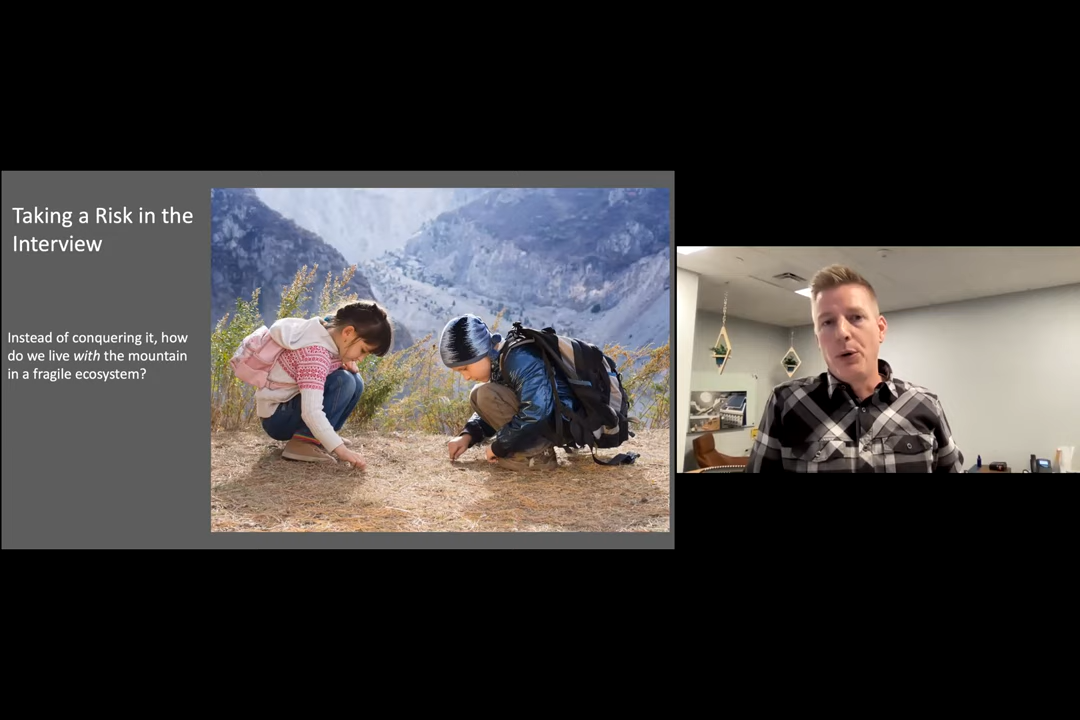 Taking a Risk in the
Interview
Instead of conquering it, how
do we live with the mountain
in a fragile ecosystem?